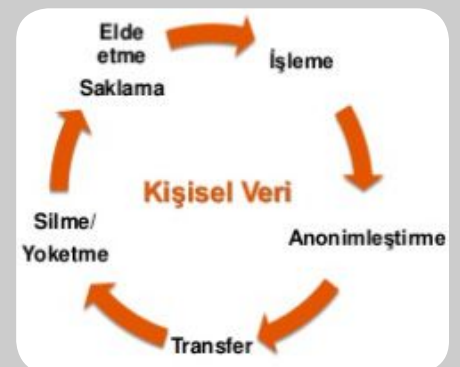 Elde
etme
Saklama
İşleme
Kişisel Veri
Anonimleştirme
Silme/
Yoketme
Transfer